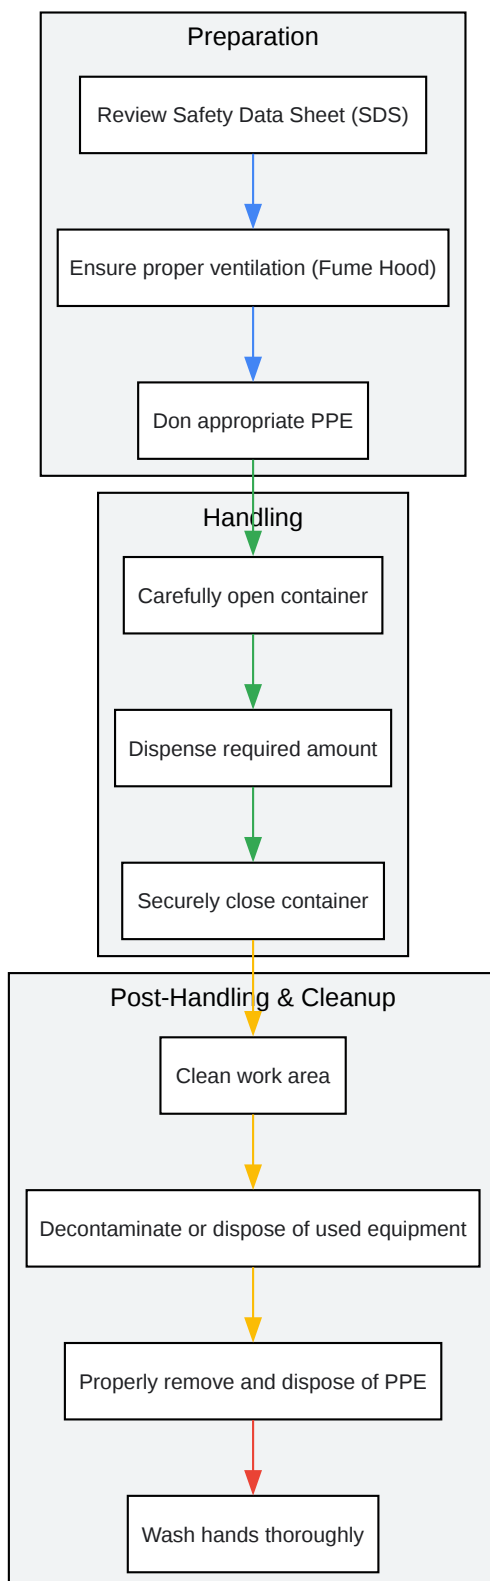 Preparation
Review Safety Data Sheet (SDS)
Ensure proper ventilation (Fume Hood)
Don appropriate PPE
Handling
Carefully open container
Dispense required amount
Securely close container
Post-Handling & Cleanup
Clean work area
Decontaminate or dispose of used equipment
Properly remove and dispose of PPE
Wash hands thoroughly